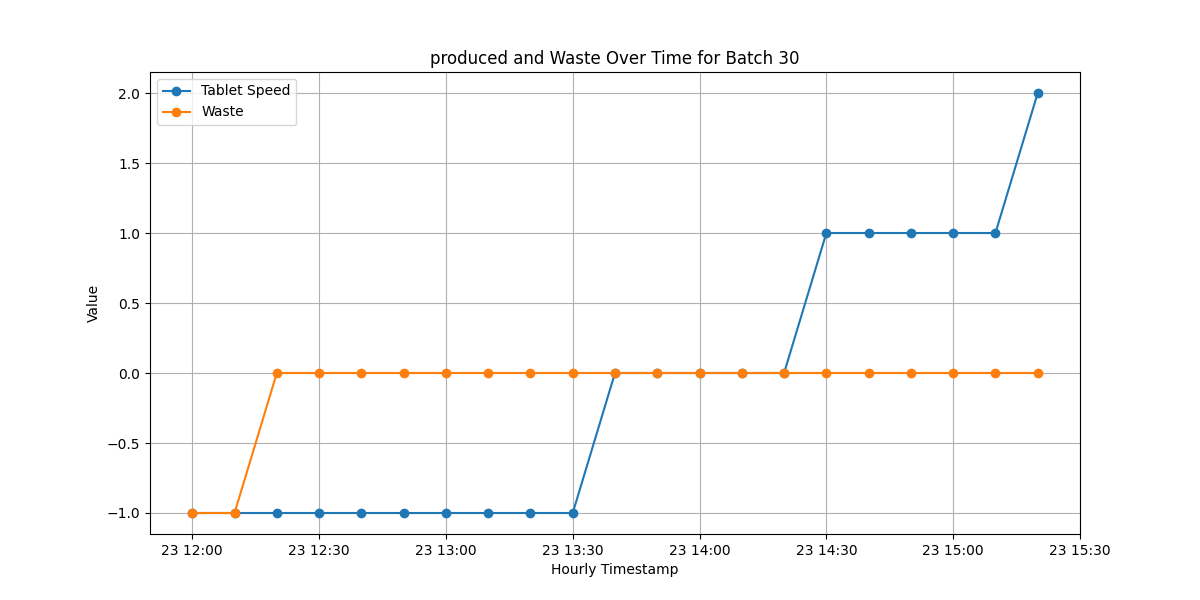 produced and Waste Over Time for Batch 30
Tablet Speed
Waste
2.0
1.5
1.0
0.5
0.0
−0.5
−1.0
Value
23 12:00 23 12:30 23 13:00 23 13:30 23 14:00 23 14:30 23 15:00 23 15:30
Hourly Timestamp